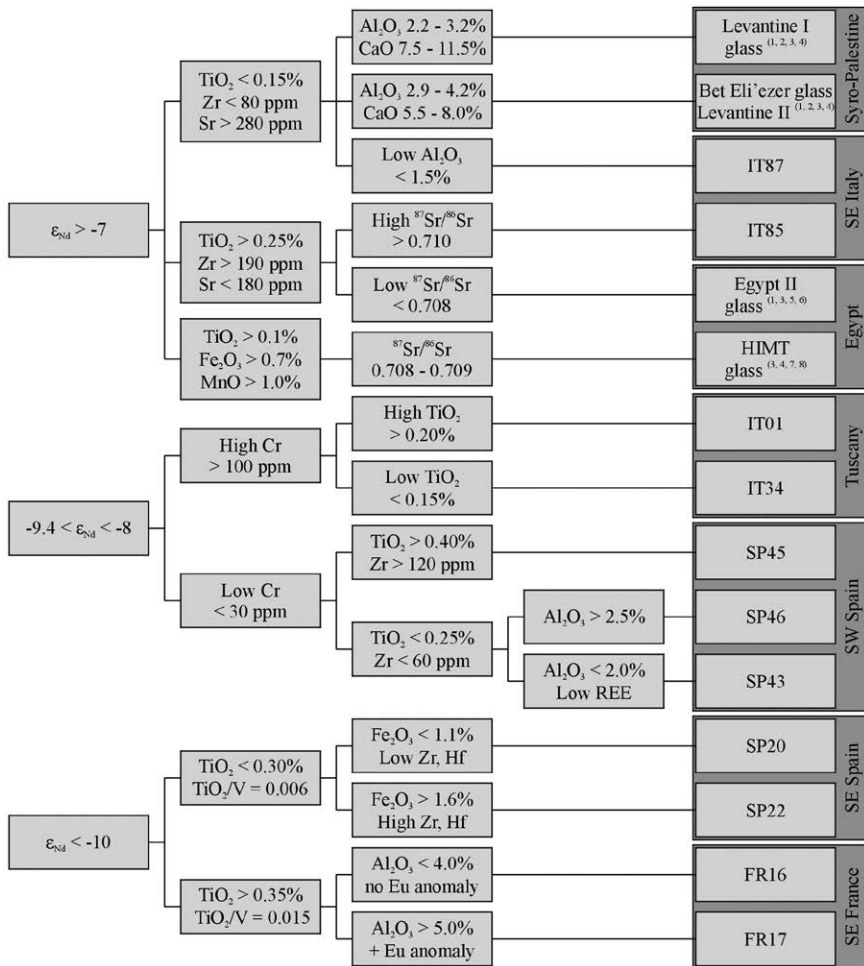 ε_Nd > -7
TiO₂ < 0.15%
Zr < 80 ppm
Sr > 280 ppm
Al₂O₃ 2.2 - 3.2%
CaO 7.5 - 11.5%
Levantine I
glass (1, 2, 3, 4)
Al₂O₃ 2.9 - 4.2%
CaO 5.5 - 8.0%
Bet Eli'ezer glass
Levantine II (1, 2, 3, 4)
Syro-Palestine
Low Al₂O₃
< 1.5%
IT87
TiO₂ > 0.25%
Zr > 190 ppm
Sr < 180 ppm
High ⁸⁷Sr/⁸⁶Sr
> 0.710
IT85
SE Italy
Low ⁸⁷Sr/⁸⁶Sr
< 0.708
Egypt II
glass (1, 3, 5, 6)
TiO₂ > 0.1%
Fe₂O₃ > 0.7%
MnO > 1.0%
⁸⁷Sr/⁸⁶Sr
0.708 - 0.709
HIMT
glass (3, 4, 7, 8)
Egypt
-9.4 < ε_Nd < -8
High Cr
> 100 ppm
High TiO₂
> 0.20%
IT01
Low TiO₂
< 0.15%
IT34
Tuscany
Low Cr
< 30 ppm
TiO₂ > 0.40%
Zr > 120 ppm
SP45
TiO₂ < 0.25%
Zr < 60 ppm
Al₂O₃ > 2.5%
SP46
Al₂O₃ < 2.0%
Low REE
SP43
SW Spain
ε_Nd < -10
TiO₂ < 0.30%
TiO₂/V = 0.006
Fe₂O₃ < 1.1%
Low Zr, Hf
SP20
Fe₂O₃ > 1.6%
High Zr, Hf
SP22
SE Spain
TiO₂ > 0.35%
TiO₂/V = 0.015
Al₂O₃ < 4.0%
no Eu anomaly
FR16
Al₂O₃ > 5.0%
+ Eu anomaly
FR17
SE France